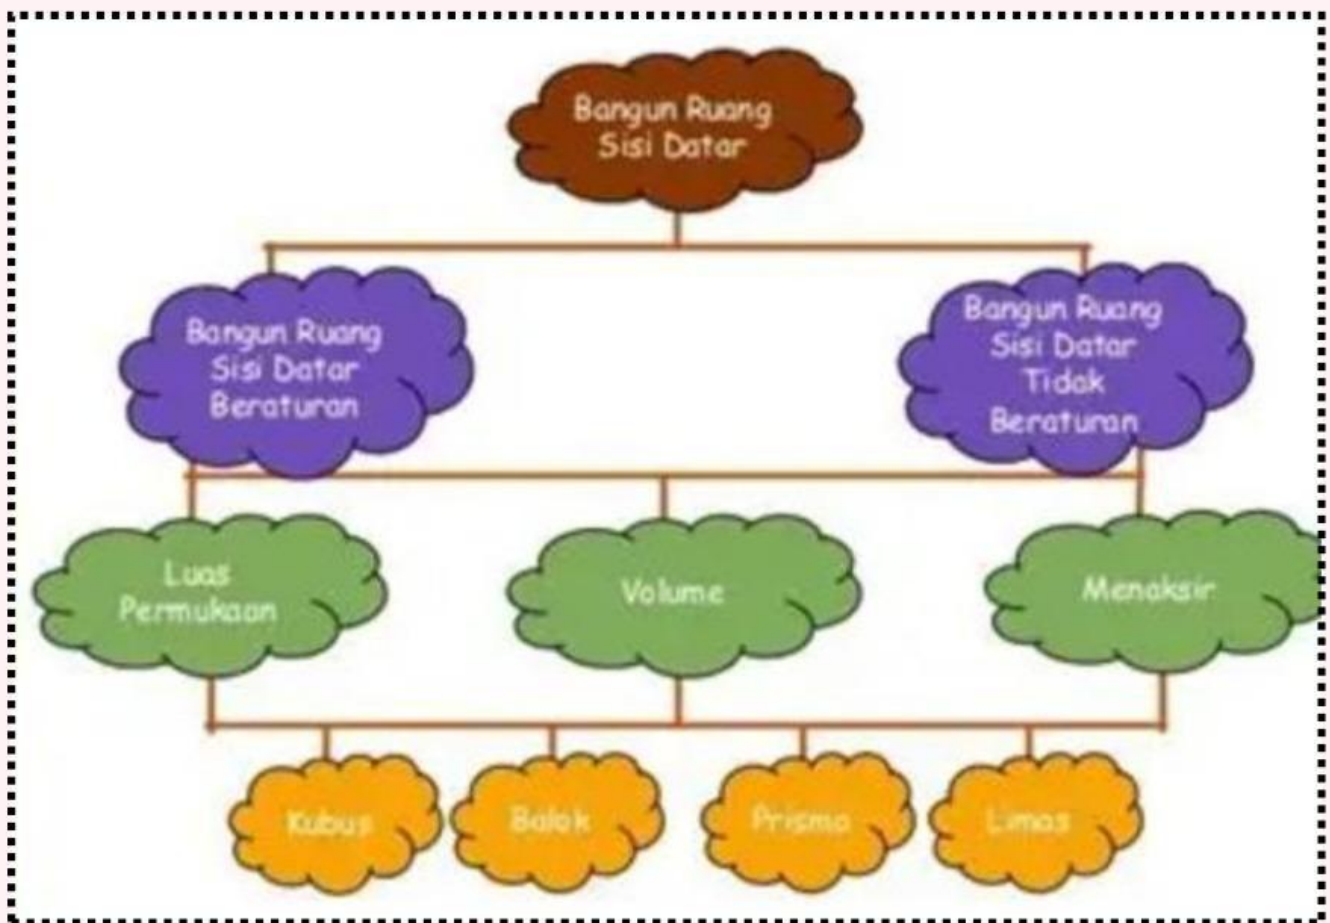 Bangun Ruang
Sisi Datar
Bangun Ruang
Sisi Datar
Beraturan
Bangun Ruang
Sisi Datar
Tidak
Beraturan
Luas
Permukaan
Volume
Menaksir
Kubus
Balok
Prisma
Limas